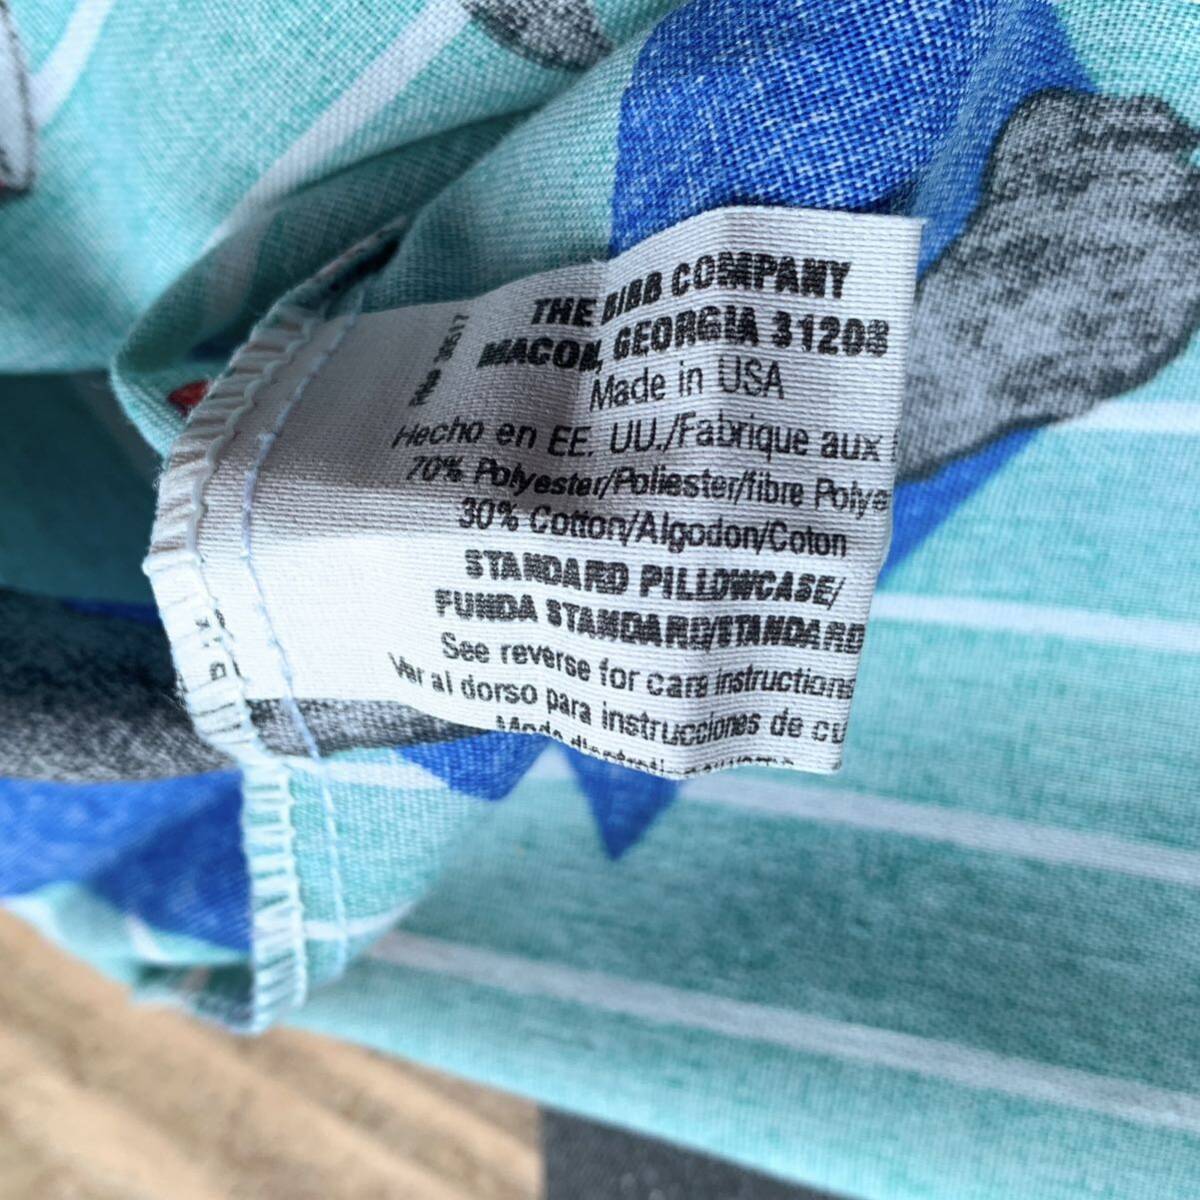 THE BIBB COMPANY
MACON, GEORGIA 31208
Made in USA
Hecho en EE. UU./Fabrique aux
70% Polyester/Poliester/fibre Polye
30% Cotton/Algodon/Coton
STANDARD PILLOWCASE/
FUNDA STANDARD/STANDARD
See reverse for care instructions
Ver al dorso para instrucciones de cu